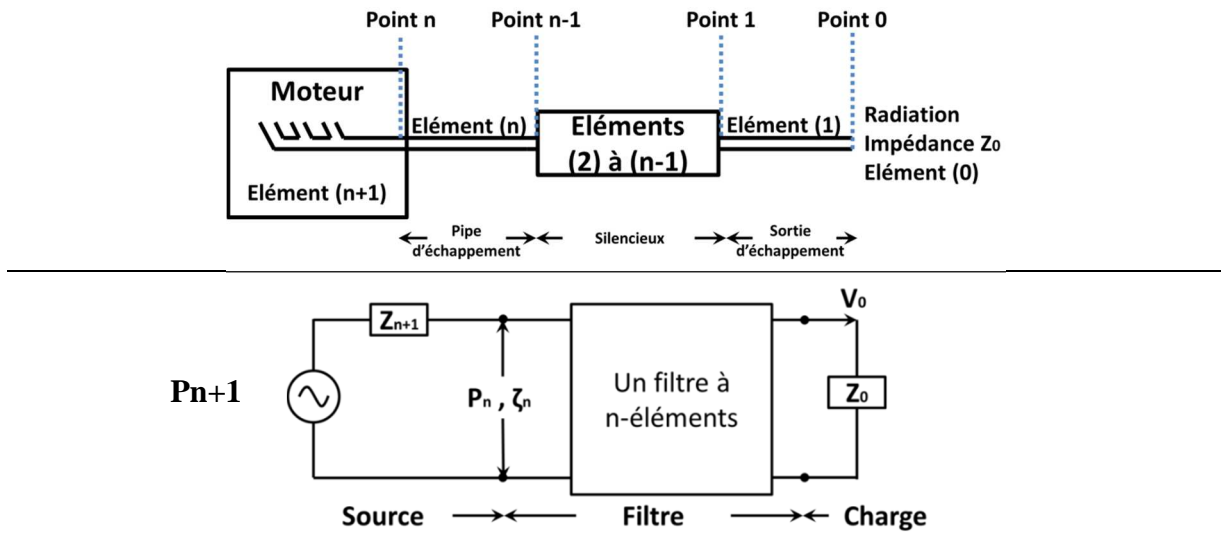 Point n Point n-1 Point 1 Point 0
Moteur
Elément (n)
Eléments
(2) à (n-1)
Elément (1)
Radiation
Impédance Z₀
Elément (0)
Elément (n+1)
Pipe
d'échappement
Silencieux
Sortie
d'échappement
V₀
Zₙ₊₁
Pn+1
Pₙ , ζₙ
Un filtre à
n-éléments
Z₀
Source Filtre Charge